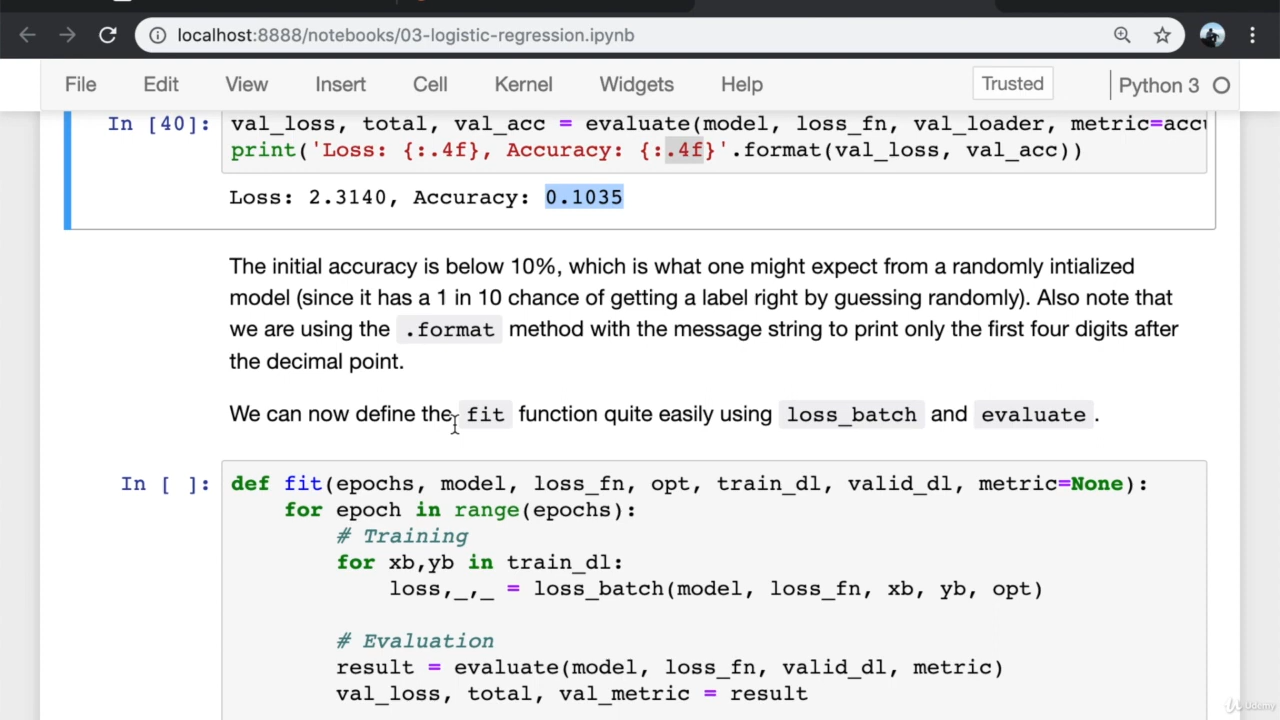 localhost:8888/notebooks/03-logistic-regression.ipynb
File Edit View Insert Cell Kernel Widgets Help Trusted Python 3
In [40]: val_loss, total, val_acc = evaluate(model, loss_fn, val_loader, metric=accu
print('Loss: {:.4f}, Accuracy: {:.4f}'.format(val_loss, val_acc))
Loss: 2.3140, Accuracy: 0.1035
The initial accuracy is below 10%, which is what one might expect from a randomly intialized
model (since it has a 1 in 10 chance of getting a label right by guessing randomly). Also note that
we are using the .format method with the message string to print only the first four digits after
the decimal point.
We can now define the fit function quite easily using loss_batch and evaluate.
In [ ]: def fit(epochs, model, loss_fn, opt, train_dl, valid_dl, metric=None):
for epoch in range(epochs):
# Training
for xb,yb in train_dl:
loss,_,_ = loss_batch(model, loss_fn, xb, yb, opt)
# Evaluation
result = evaluate(model, loss_fn, valid_dl, metric)
val_loss, total, val_metric = result
Udemy